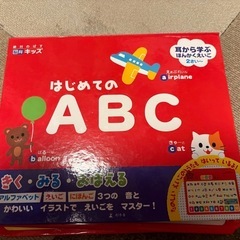 キッズ
耳から学ぶ
ほんかくえいご
2さい〜
はじめての
airplane
ABC
balloon
cat
きく・みる・おぼえる
アルファベット えいご にほんご 3つの 音と
かわいい イラストで えいごを マスター!